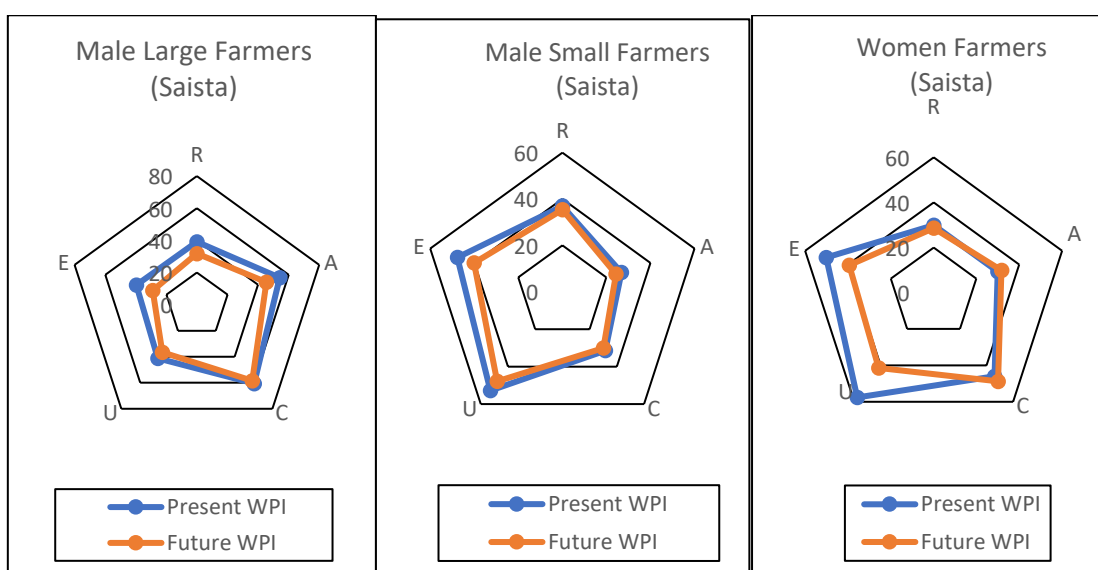 Male Large Farmers
(Saista)
R
80
60
40
20
0
E
A
U
C
Present WPI
Future WPI
Male Small Farmers
(Saista)
R
60
40
20
0
E
A
U
C
Present WPI
Future WPI
Women Farmers
(Saista)
R
60
40
20
0
E
A
U
C
Present WPI
Future WPI